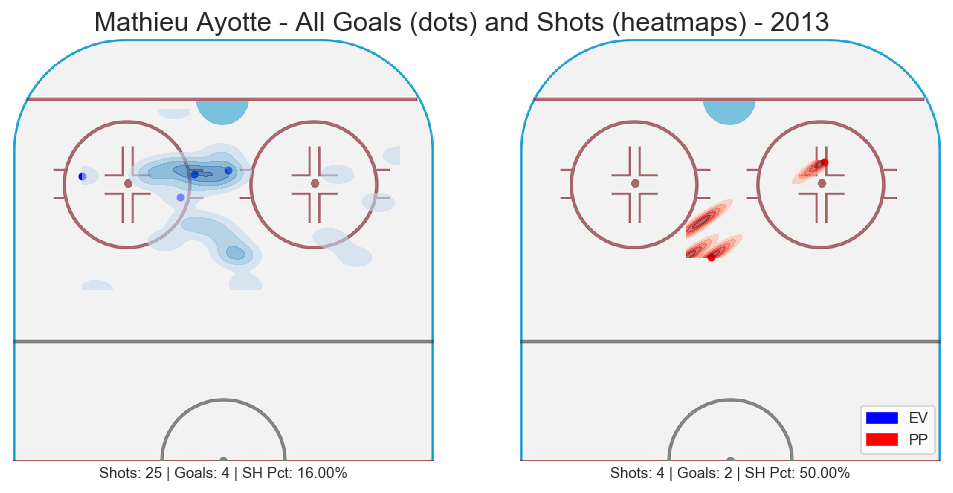 Mathieu Ayotte - All Goals (dots) and Shots (heatmaps) - 2013
EV
PP
Shots: 25 | Goals: 4 | SH Pct: 16.00%
Shots: 4 | Goals: 2 | SH Pct: 50.00%